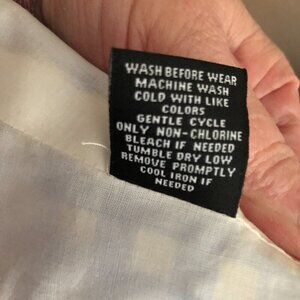 WASH BEFORE WEAR
MACHINE WASH
COLD WITH LIKE
COLORS
GENTLE CYCLE
ONLY NON-CHLORINE
BLEACH IF NEEDED
TUMBLE DRY LOW
REMOVE PROMPTLY
COOL IRON IF
NEEDED